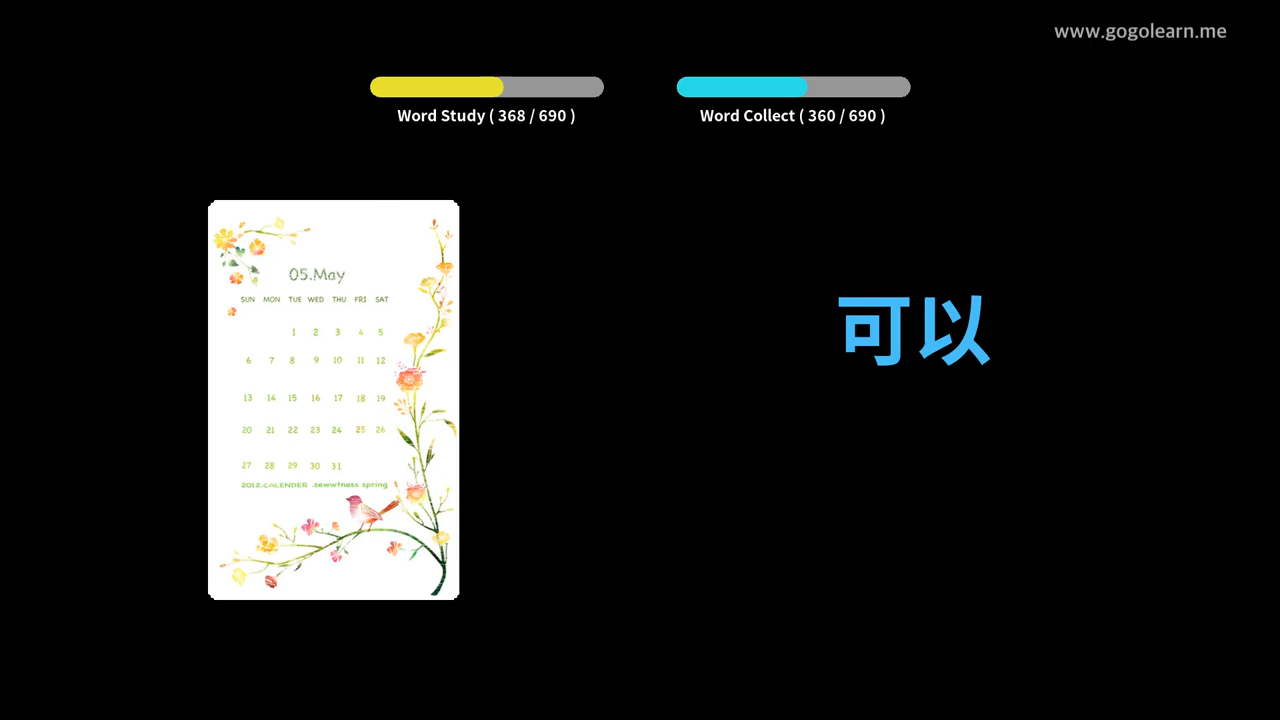 www.gogolearn.me
Word Study ( 368 / 690 )
Word Collect ( 360 / 690 )
05.May
SUN MON TUE WED THU FRI SAT
1 2 3 4 5
6 7 8 9 10 11 12
13 14 15 16 17 18 19
20 21 22 23 24 25 26
27 28 29 30 31
2012.CALENDER .sewwtness spring
可以